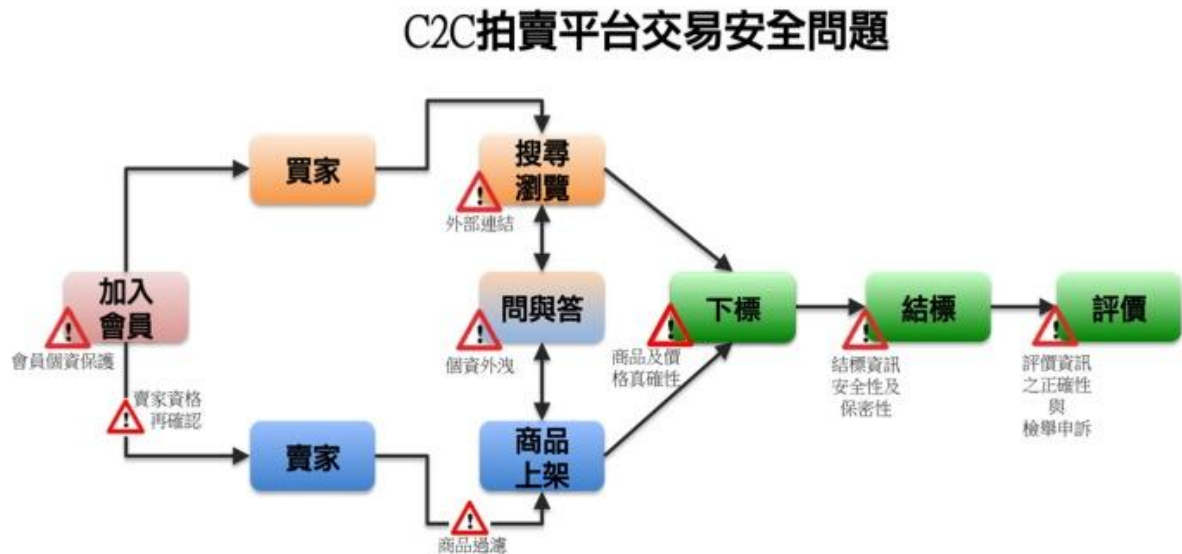 C2C拍賣平台交易安全問題
買家
搜尋
瀏覽
外部連結
加入
會員
會員個資保護
問與答
個資外洩
下標
商品及價
格真確性
結標
結標資訊
安全性及
保密性
評價
評價資訊
之正確性
與
檢舉申訴
賣家資格
再確認
賣家
商品
上架
商品過濾